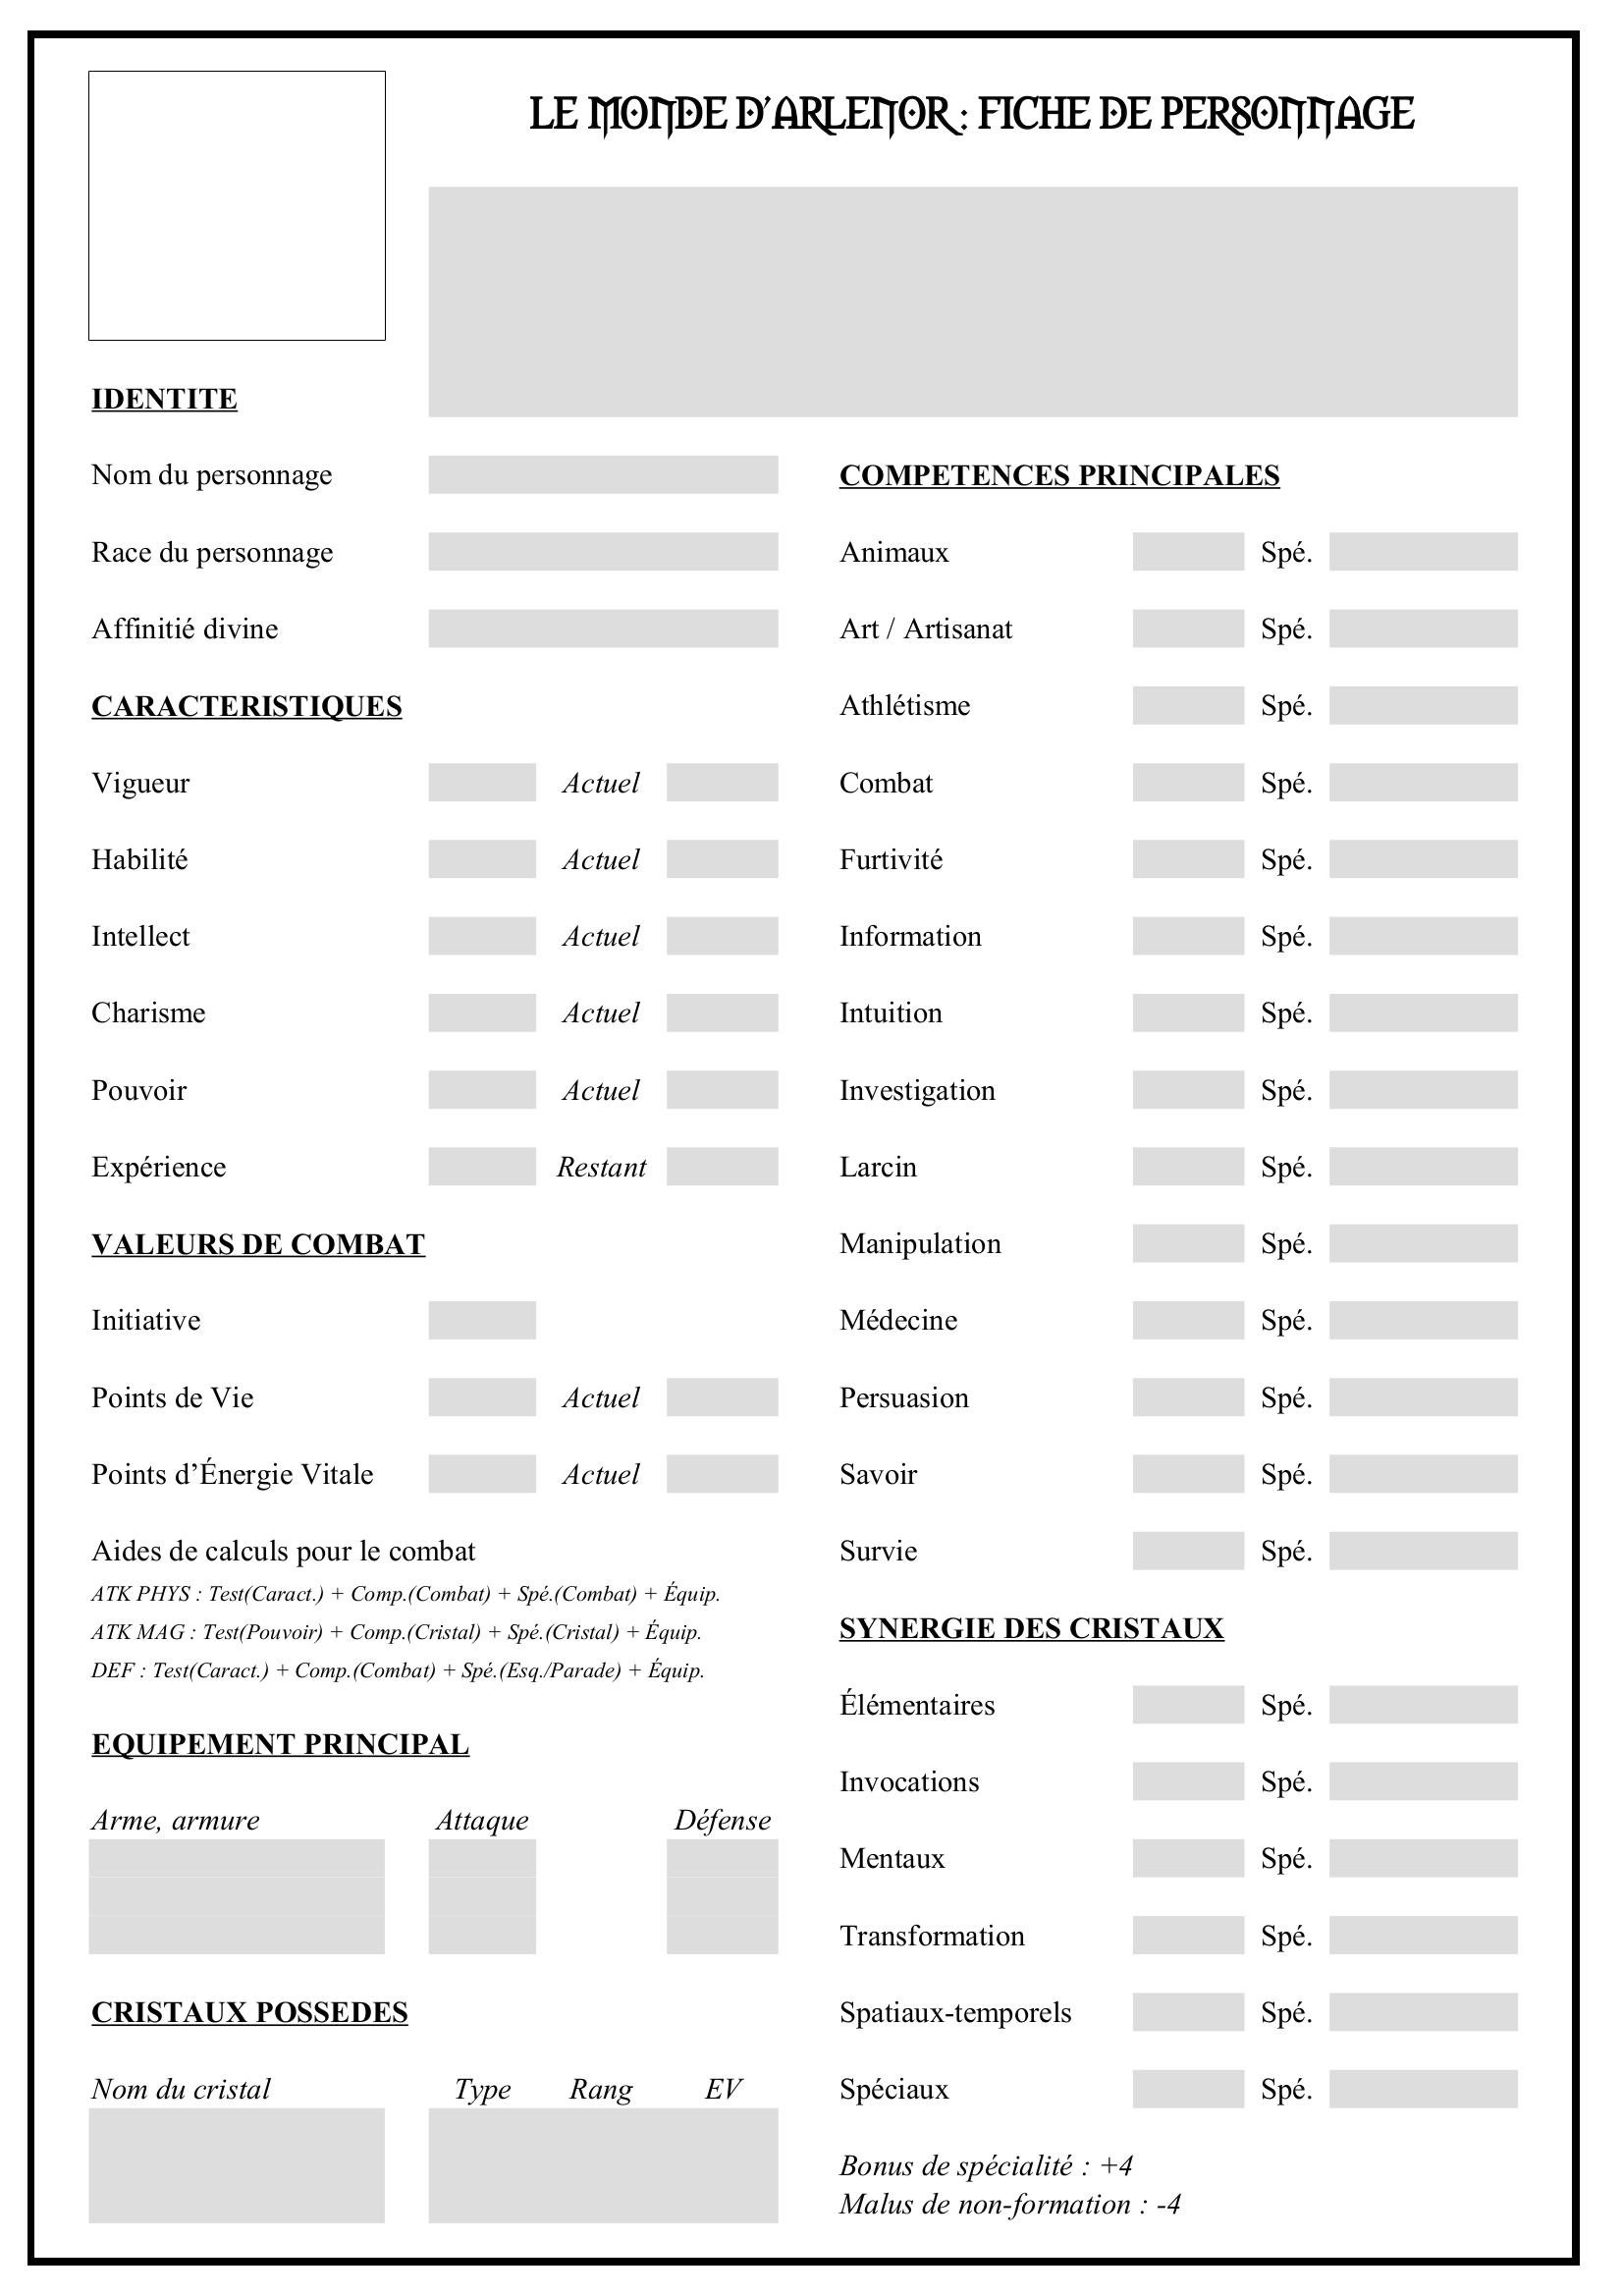 LE MONDE D'ARLENOR : FICHE DE PERSONNAGE
IDENTITE
Nom du personnage
Race du personnage
Affinitié divine
CARACTERISTIQUES
Vigueur Actuel
Habilité Actuel
Intellect Actuel
Charisme Actuel
Pouvoir Actuel
Expérience Restant
VALEURS DE COMBAT
Initiative
Points de Vie Actuel
Points d’Énergie Vitale Actuel
Aides de calculs pour le combat
ATK PHYS : Test(Caract.) + Comp.(Combat) + Spé.(Combat) + Équip.
ATK MAG : Test(Pouvoir) + Comp.(Cristal) + Spé.(Cristal) + Équip.
DEF : Test(Caract.) + Comp.(Combat) + Spé.(Esq./Parade) + Équip.
EQUIPEMENT PRINCIPAL
Arme, armure Attaque Défense
CRISTAUX POSSEDES
Nom du cristal Type Rang EV
COMPETENCES PRINCIPALES
Animaux Spé.
Art / Artisanat Spé.
Athlétisme Spé.
Combat Spé.
Furtivité Spé.
Information Spé.
Intuition Spé.
Investigation Spé.
Larcin Spé.
Manipulation Spé.
Médecine Spé.
Persuasion Spé.
Savoir Spé.
Survie Spé.
SYNERGIE DES CRISTAUX
Élémentaires Spé.
Invocations Spé.
Mentaux Spé.
Transformation Spé.
Spatiaux-temporels Spé.
Spéciaux Spé.
Bonus de spécialité : +4
Malus de non-formation : -4